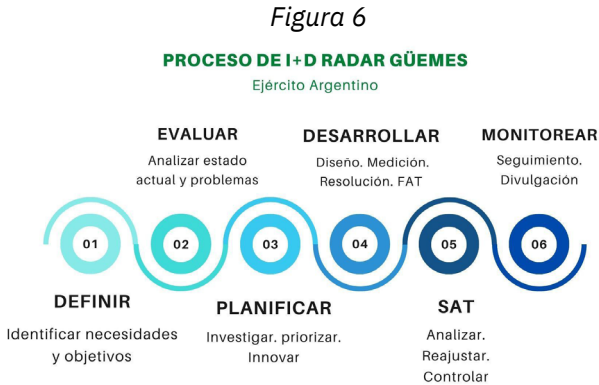 Figura 6
PROCESO DE I+D RADAR GÜEMES
Ejército Argentino
EVALUAR
Analizar estado
actual y problemas
DESARROLLAR
Diseño. Medición.
Resolución. FAT
MONITOREAR
Seguimiento.
Divulgación
01
02
03
04
05
06
DEFINIR
Identificar necesidades
y objetivos
PLANIFICAR
Investigar. priorizar.
Innovar
SAT
Analizar.
Reajustar.
Controlar